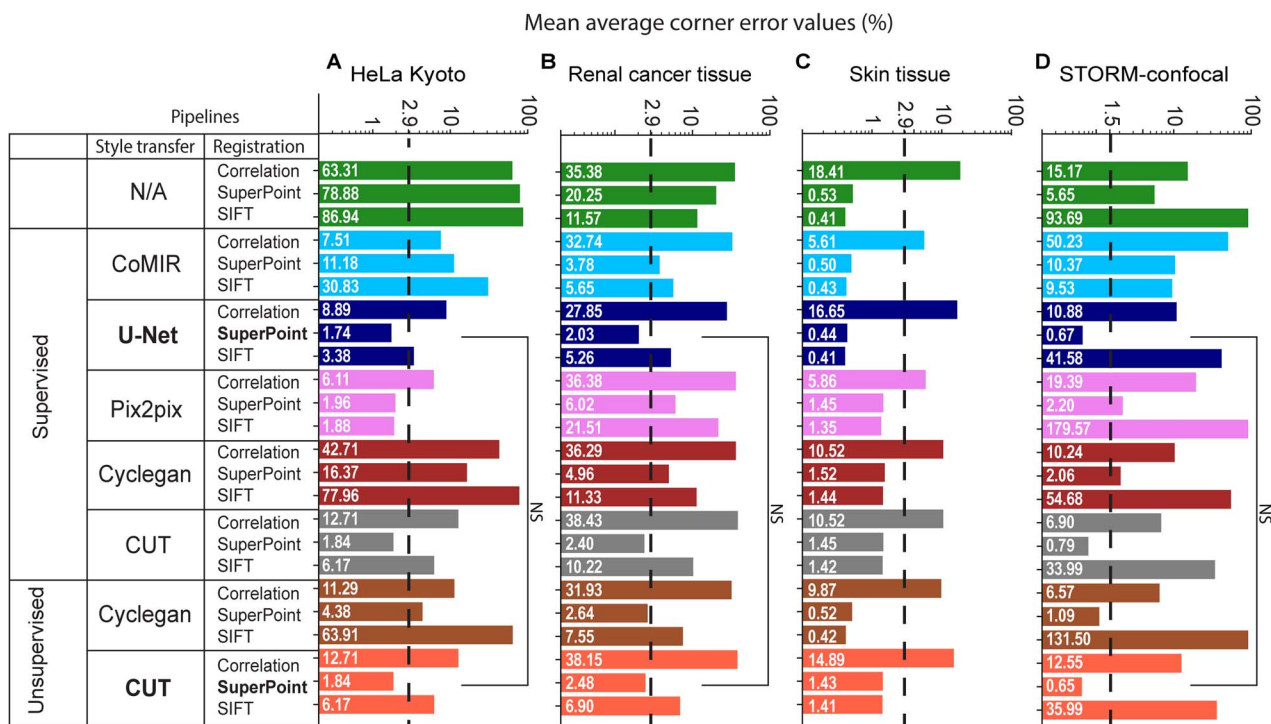 Mean average corner error values (%)
A HeLa Kyoto
B Renal cancer tissue
C Skin tissue
D STORM-confocal
Pipelines
1 2.9 10 100
2.9 10 100
1 2.9 10 100
1.5 10 100
Style transfer Registration
N/A
Correlation 63.31 35.38 18.41 15.17
SuperPoint 78.88 20.25 0.53 5.65
SIFT 86.94 11.57 0.41 93.69
Supervised
CoMIR
Correlation 7.51 32.74 5.61 50.23
SuperPoint 11.18 3.78 0.50 10.37
SIFT 30.83 5.65 0.43 9.53
U-Net
Correlation 8.89 27.85 16.65 10.88
SuperPoint 1.74 2.03 0.44 0.67
SIFT 3.38 5.26 0.41 41.58
Pix2pix
Correlation 6.11 36.38 5.86 19.39
SuperPoint 1.96 6.02 1.45 2.20
SIFT 1.88 21.51 1.35 179.57
Cyclegan
Correlation 42.71 36.29 10.52 10.24
SuperPoint 16.37 4.96 1.52 2.06
SIFT 77.96 11.33 1.44 54.68
NS NS NS
CUT
Correlation 12.71 38.43 10.52 6.90
SuperPoint 1.84 2.40 1.45 0.79
SIFT 6.17 10.22 1.42 33.99
Unsupervised
Cyclegan
Correlation 11.29 31.93 9.87 6.57
SuperPoint 4.38 2.64 0.52 1.09
SIFT 63.91 7.55 0.42 131.50
CUT
Correlation 12.71 38.15 14.89 12.55
SuperPoint 1.84 2.48 1.43 0.65
SIFT 6.17 6.90 1.41 35.99